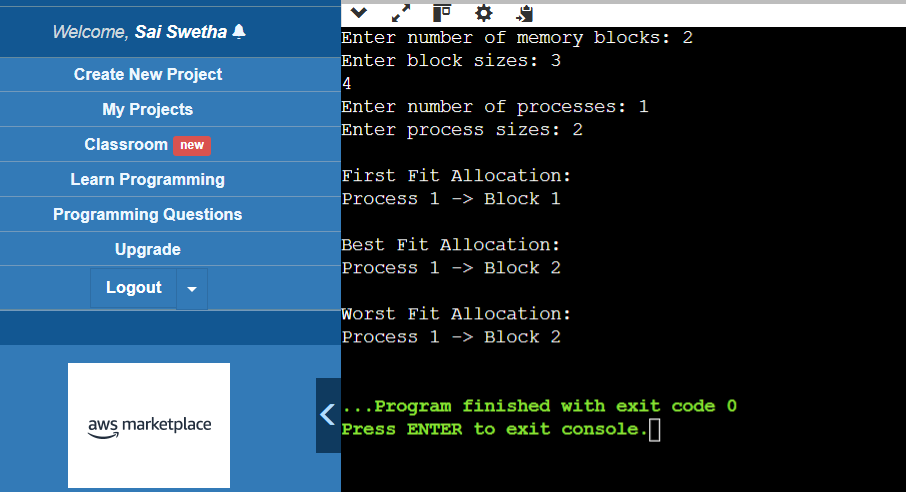 Welcome, Sai Swetha
Create New Project
My Projects
Classroom new
Learn Programming
Programming Questions
Upgrade
Logout
aws marketplace
Enter number of memory blocks: 2
Enter block sizes: 3
4
Enter number of processes: 1
Enter process sizes: 2
First Fit Allocation:
Process 1 -> Block 1
Best Fit Allocation:
Process 1 -> Block 2
Worst Fit Allocation:
Process 1 -> Block 2
...Program finished with exit code 0
Press ENTER to exit console.